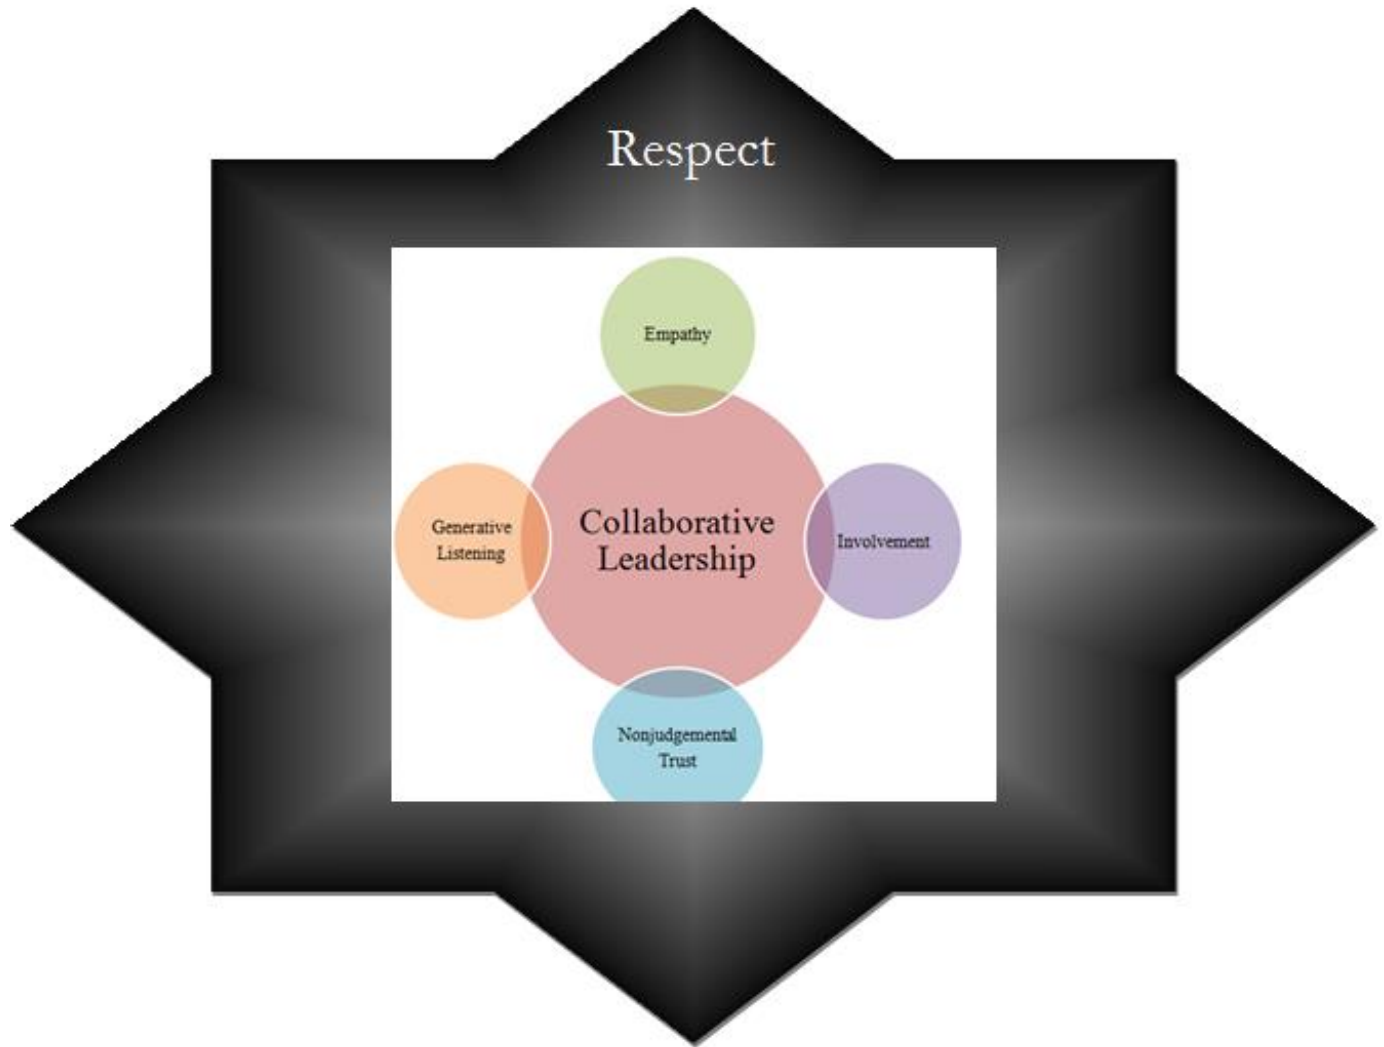 Respect
Empathy
Generative
Listening
Collaborative
Leadership
Involvement
Nonjudgemental
Trust